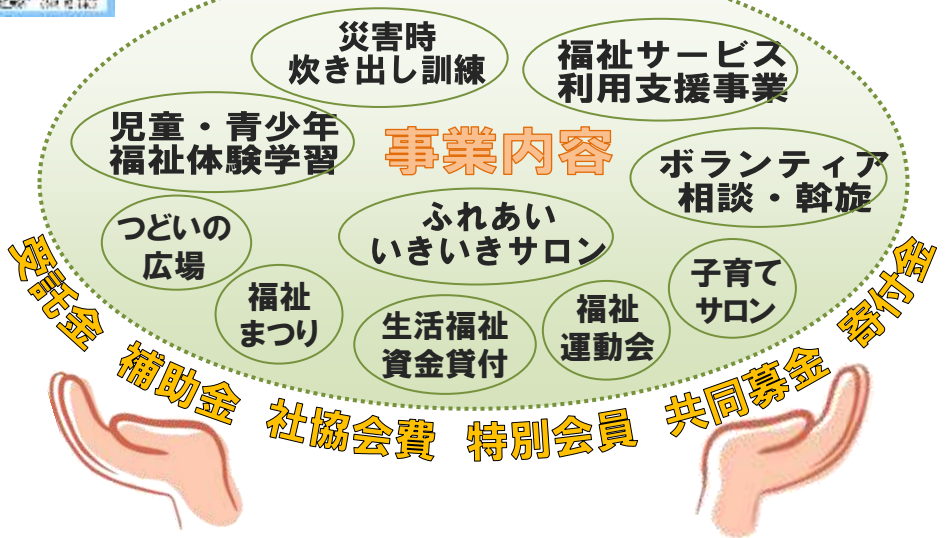 災害時
炊き出し訓練
福祉サービス
利用支援事業
児童・青少年
福祉体験学習
事業内容
ボランティア
相談・斡旋
つどいの
広場
ふれあい
いきいきサロン
子育て
サロン
福祉
まつり
生活福祉
資金貸付
福祉
運動会
受託金
補助金
社協会費
特別会員
共同募金
寄付金